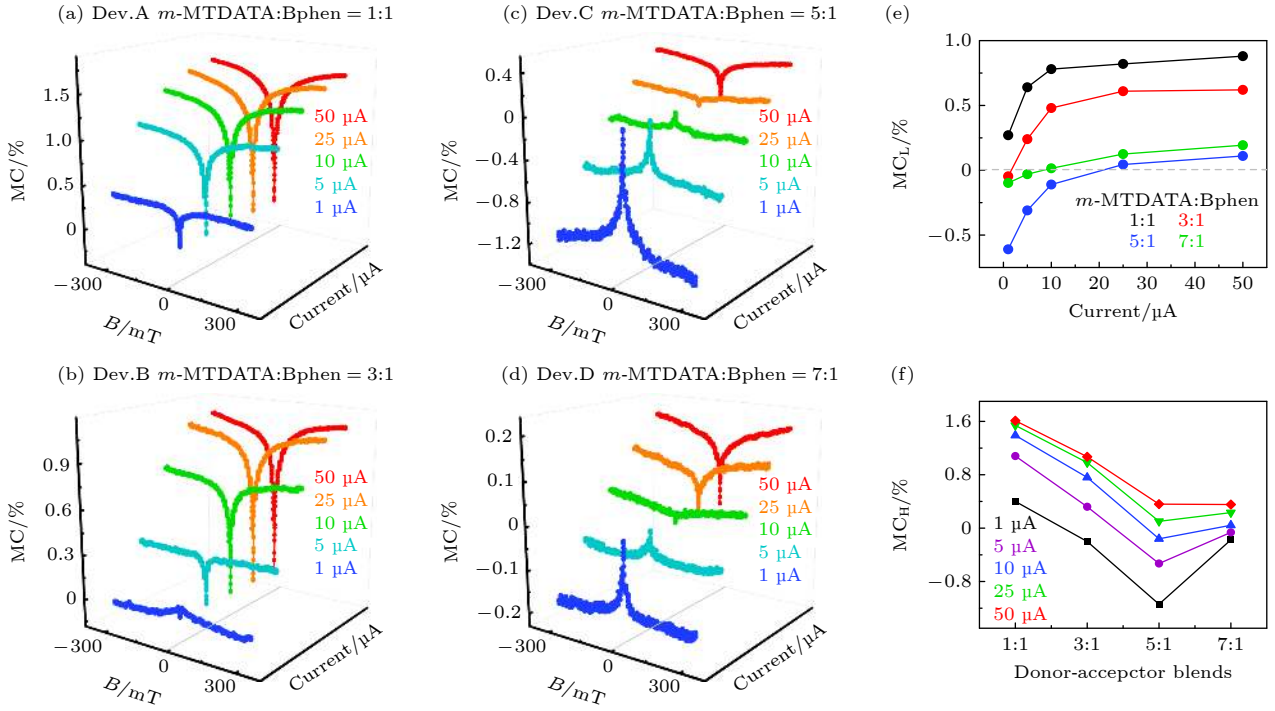 (a) Dev.A m-MTDATA:Bphen = 1:1
MC/%
1.5
1.0
0.5
0
50 µA
25 µA
10 µA
5 µA
1 µA
−300
0
300
B/mT
Current/µA
(c) Dev.C m-MTDATA:Bphen = 5:1
MC/%
0.4
0
−0.4
−0.8
−1.2
50 µA
25 µA
10 µA
5 µA
1 µA
−300
0
300
B/mT
Current/µA
(e)
MC_L/%
1.0
0.5
0
−0.5
m-MTDATA:Bphen
1:1 3:1
5:1 7:1
0 10 20 30 40 50
Current/µA
(b) Dev.B m-MTDATA:Bphen = 3:1
MC/%
0.9
0.6
0.3
0
50 µA
25 µA
10 µA
5 µA
1 µA
−300
0
300
B/mT
Current/µA
(d) Dev.D m-MTDATA:Bphen = 7:1
MC/%
0.2
0.1
0
−0.1
−0.2
50 µA
25 µA
10 µA
5 µA
1 µA
−300
0
300
B/mT
Current/µA
(f)
MC_H/%
1.6
0.8
0
−0.8
1 µA
5 µA
10 µA
25 µA
50 µA
1:1 3:1 5:1 7:1
Donor-accepctor blends